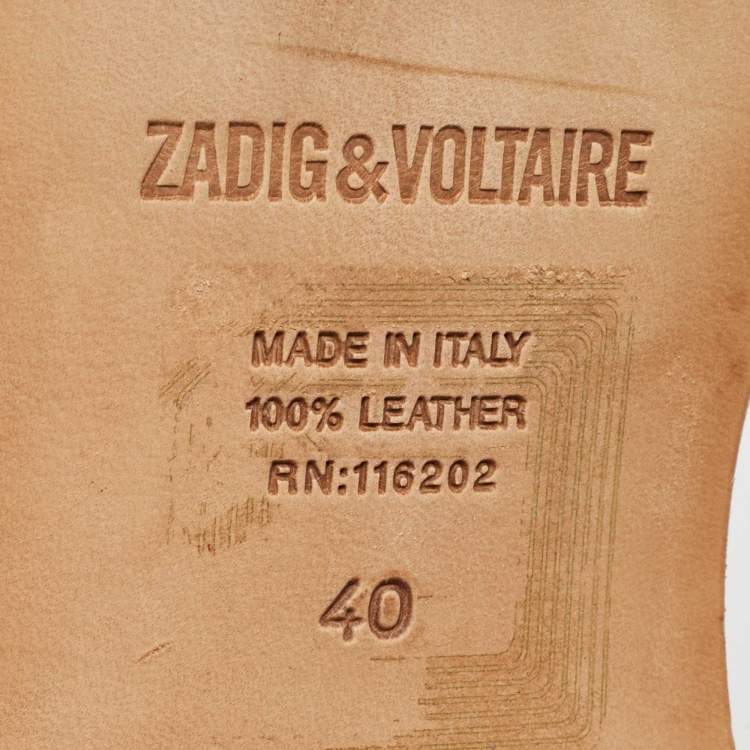 ZADIG&VOLTAIRE
MADE IN ITALY
100% LEATHER
RN:116202
40